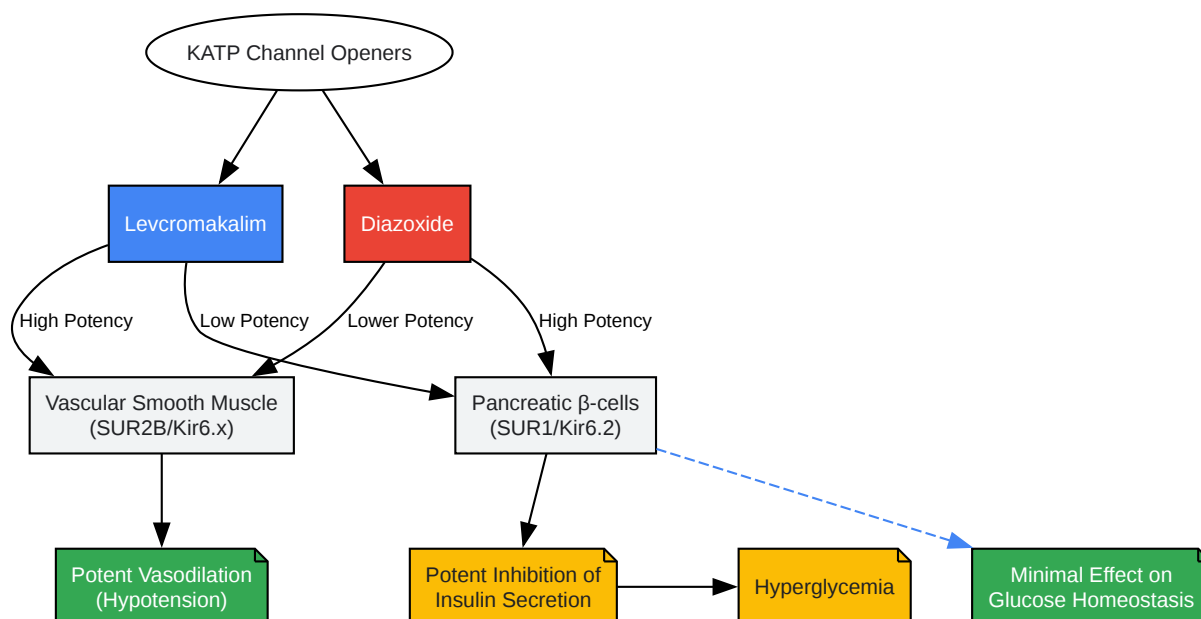 KATP Channel Openers
Levcromakalim
Diazoxide
High Potency
Low Potency
Lower Potency
High Potency
Vascular Smooth Muscle
(SUR2B/Kir6.x)
Pancreatic β-cells
(SUR1/Kir6.2)
Potent Vasodilation
(Hypotension)
Potent Inhibition of
Insulin Secretion
Hyperglycemia
Minimal Effect on
Glucose Homeostasis